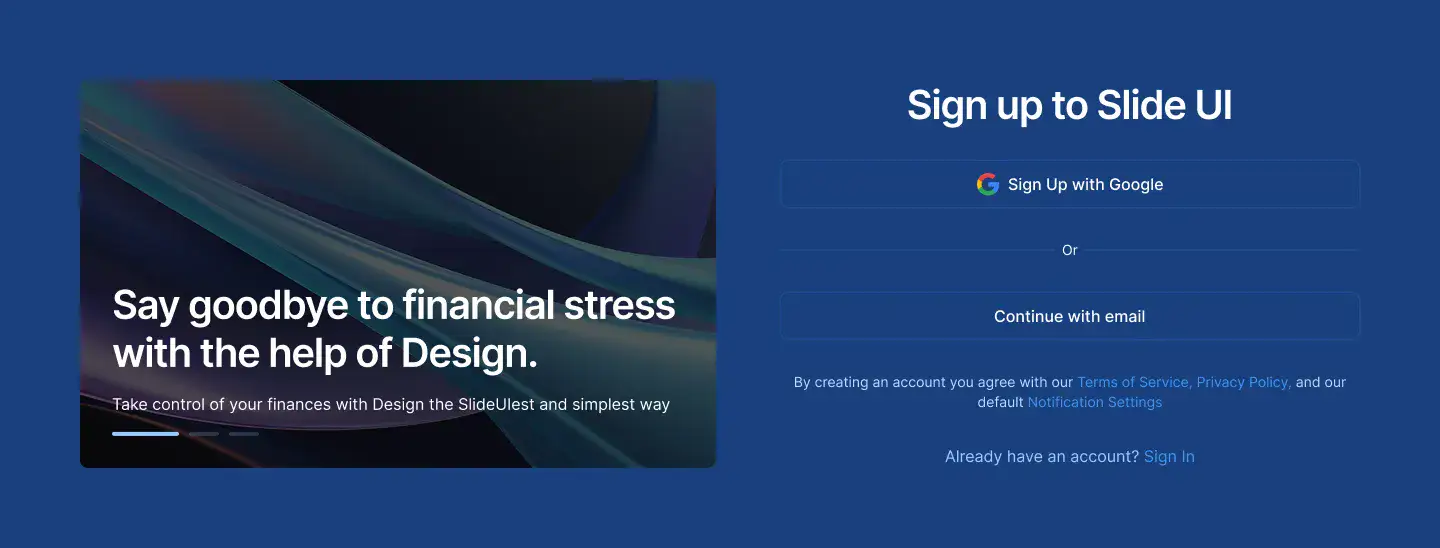 Say goodbye to financial stress
with the help of Design.
Take control of your finances with Design the SlideUIest and simplest way
Sign up to Slide UI
Sign Up with Google
Or
Continue with email
By creating an account you agree with our Terms of Service, Privacy Policy, and our
default Notification Settings
Already have an account? Sign In